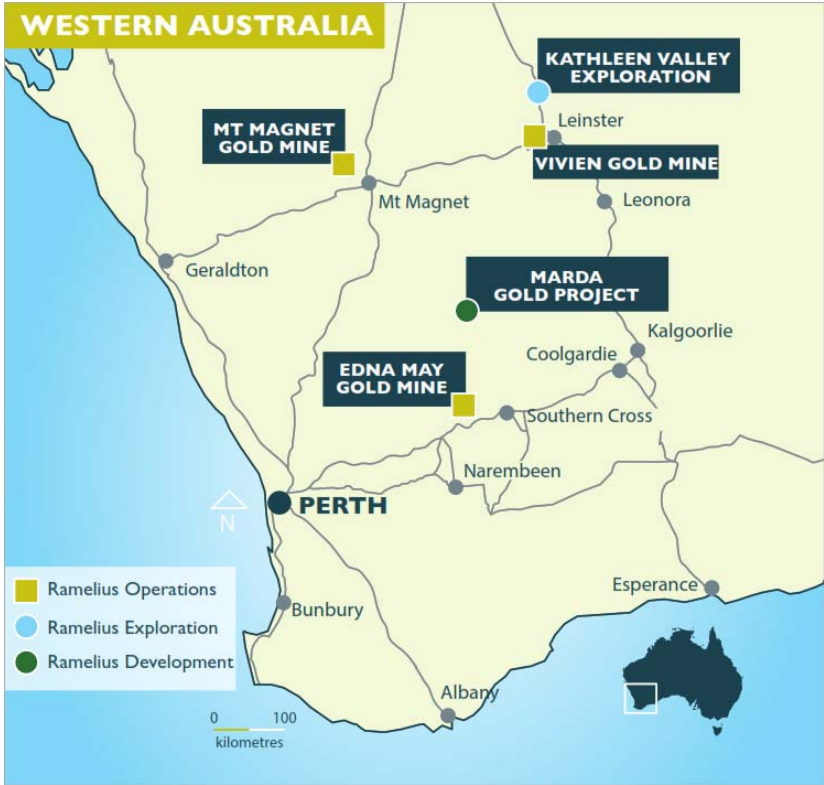 WESTERN AUSTRALIA
KATHLEEN VALLEY
EXPLORATION
MT MAGNET
GOLD MINE
Leinster
VIVIEN GOLD MINE
Mt Magnet
Leonora
Geraldton
MARDA
GOLD PROJECT
Kalgoorlie
Coolgardie
EDNA MAY
GOLD MINE
Southern Cross
Narembeen
PERTH
N
Ramelius Operations
Ramelius Exploration
Ramelius Development
Bunbury
Esperance
Albany
0 100
kilometres